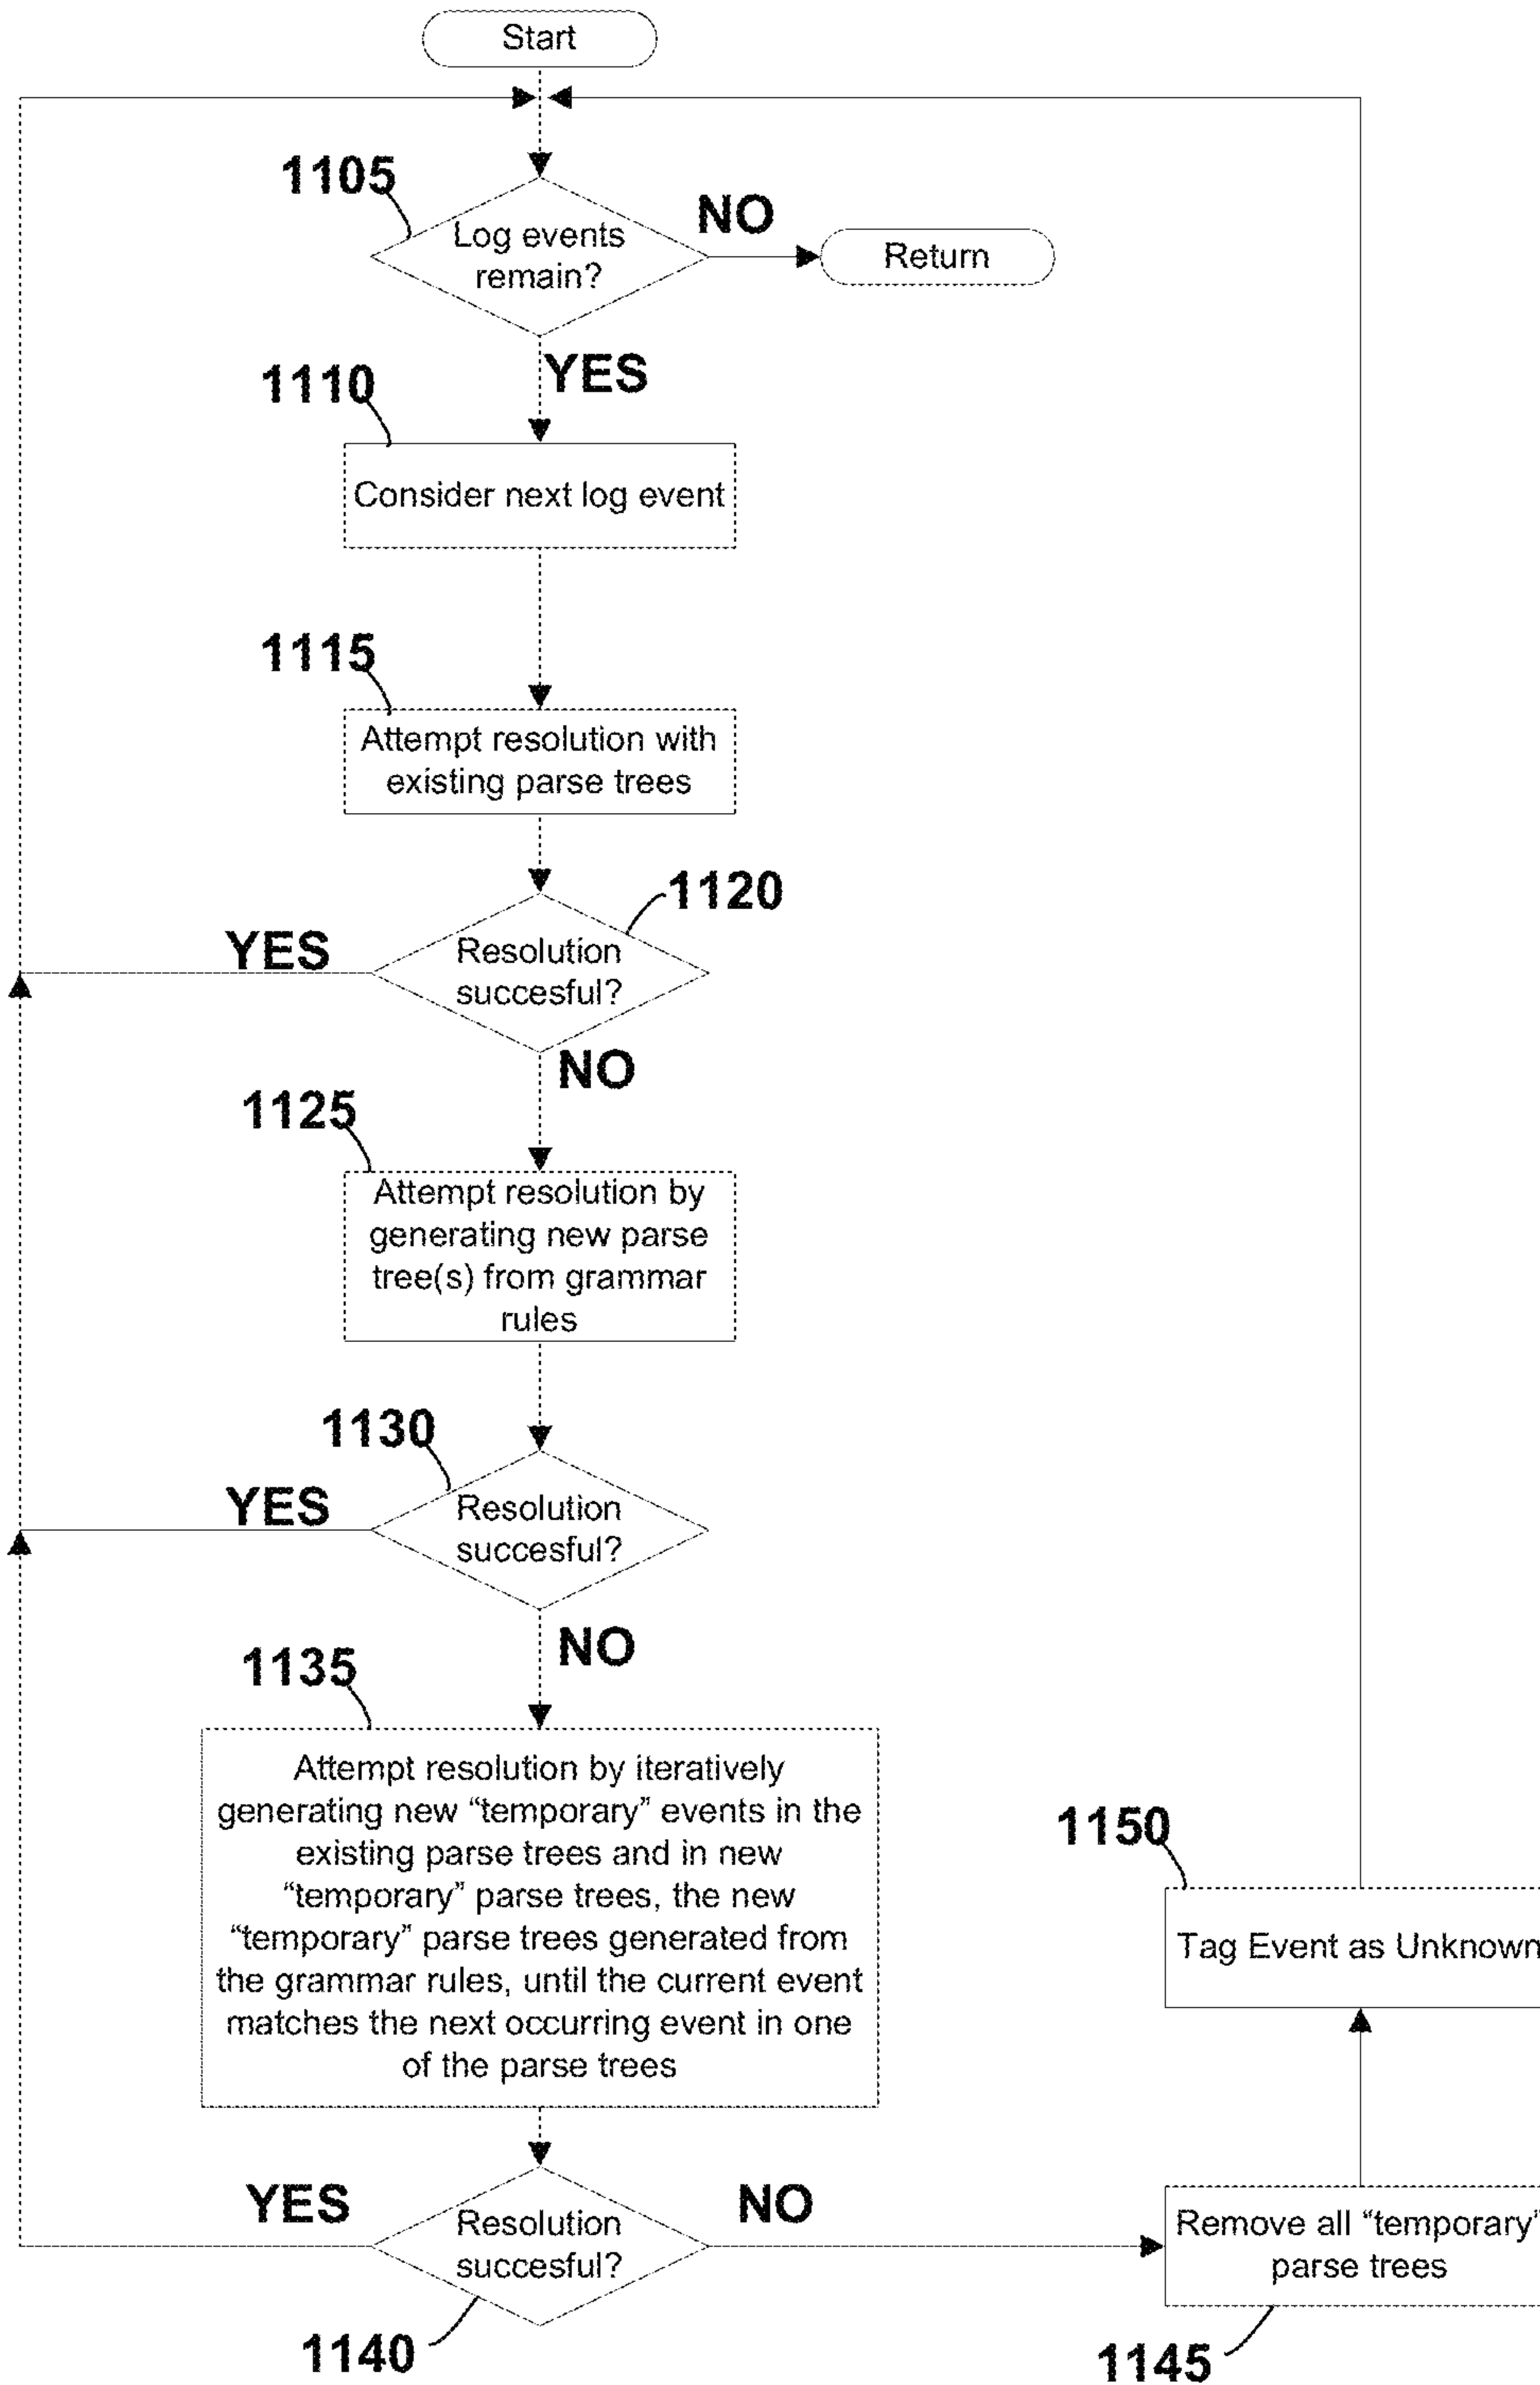 Start
1105
Log events
remain?
NO
Return
YES
1110
Consider next log event
1115
Attempt resolution with
existing parse trees
1120
YES
Resolution
succesful?
NO
1125
Attempt resolution by
generating new parse
tree(s) from grammar
rules
1130
YES
Resolution
succesful?
NO
1135
Attempt resolution by iteratively
generating new “temporary” events in the
existing parse trees and in new
“temporary” parse trees, the new
“temporary” parse trees generated from
the grammar rules, until the current event
matches the next occurring event in one
of the parse trees
1150
Tag Event as Unknown
YES
Resolution
succesful?
NO
1140
Remove all “temporary”
parse trees
1145